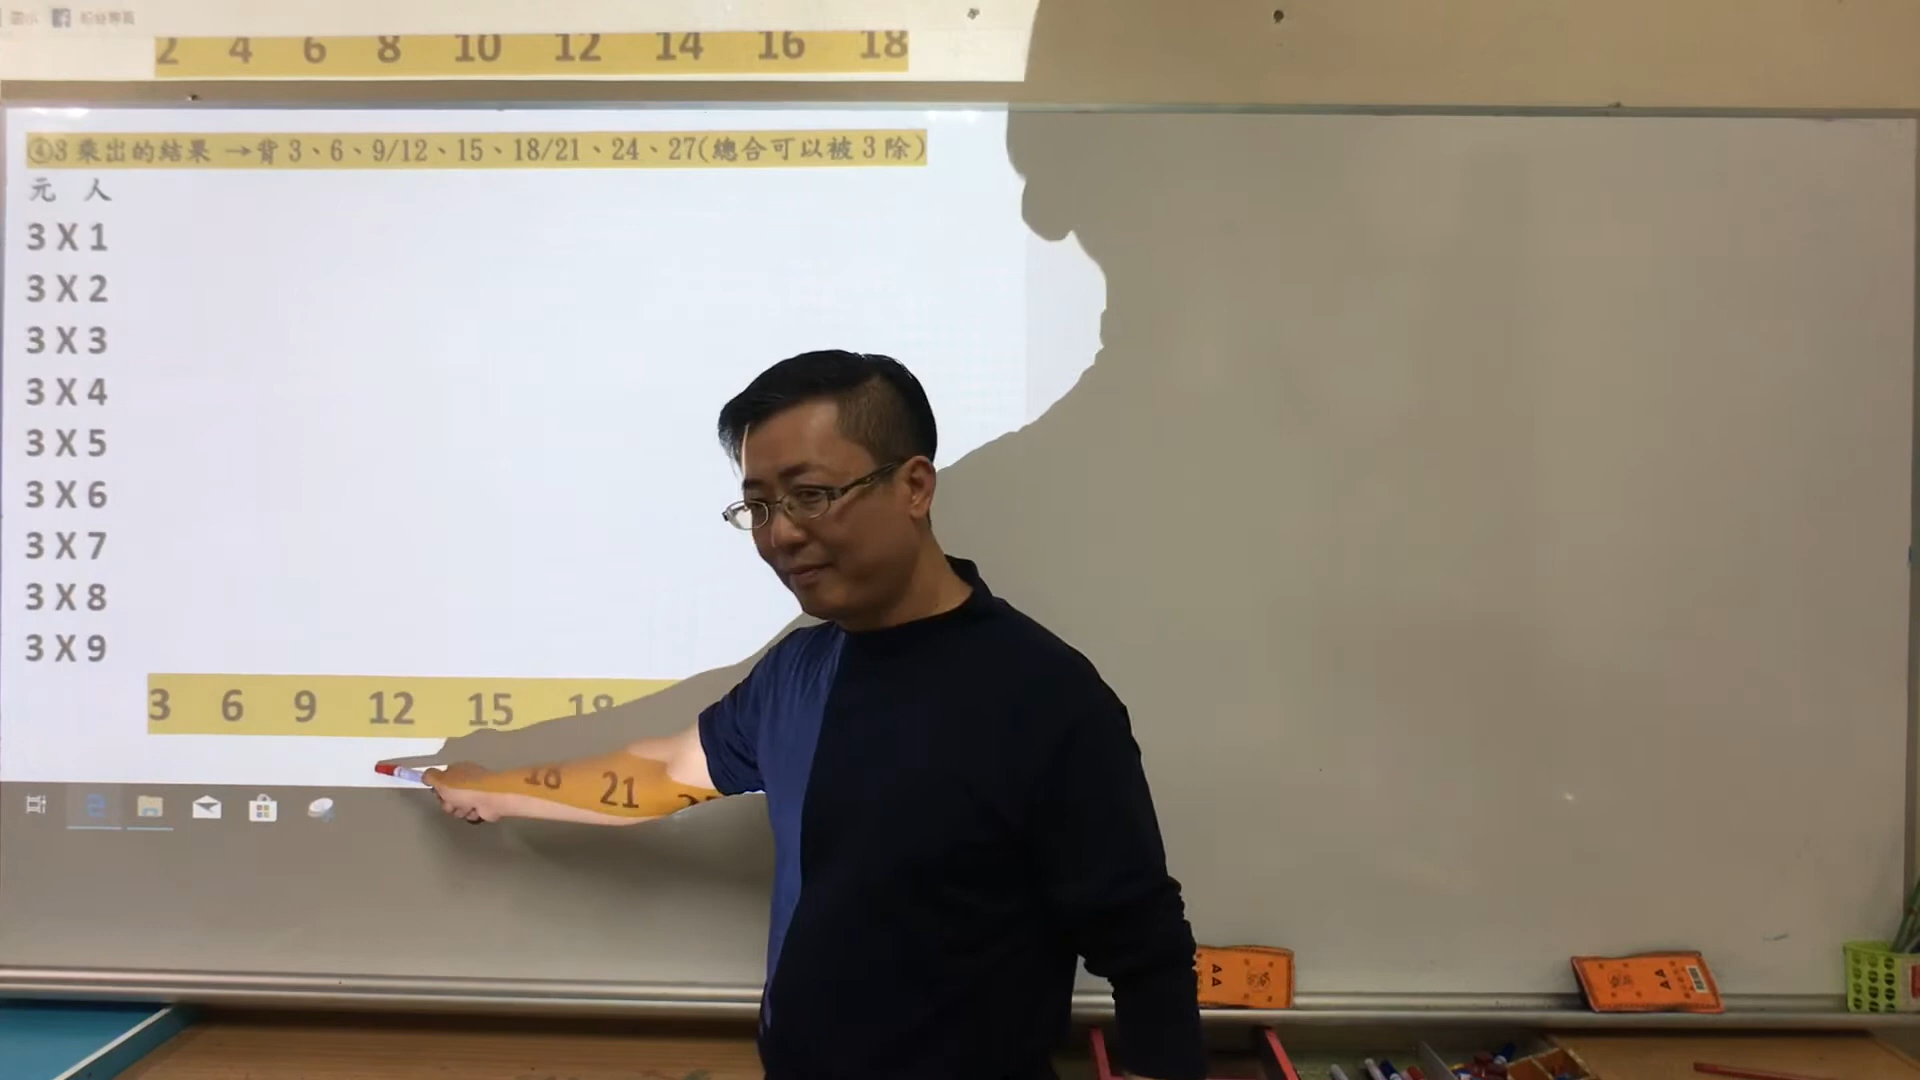 2 4 6 8 10 12 14 16 18
④3 乘出的結果 →背 3、6、9/12、15、18/21、24、27(總合可以被 3 除)
元 人
3 X 1
3 X 2
3 X 3
3 X 4
3 X 5
3 X 6
3 X 7
3 X 8
3 X 9
3 6 9 12 15 18
18 21